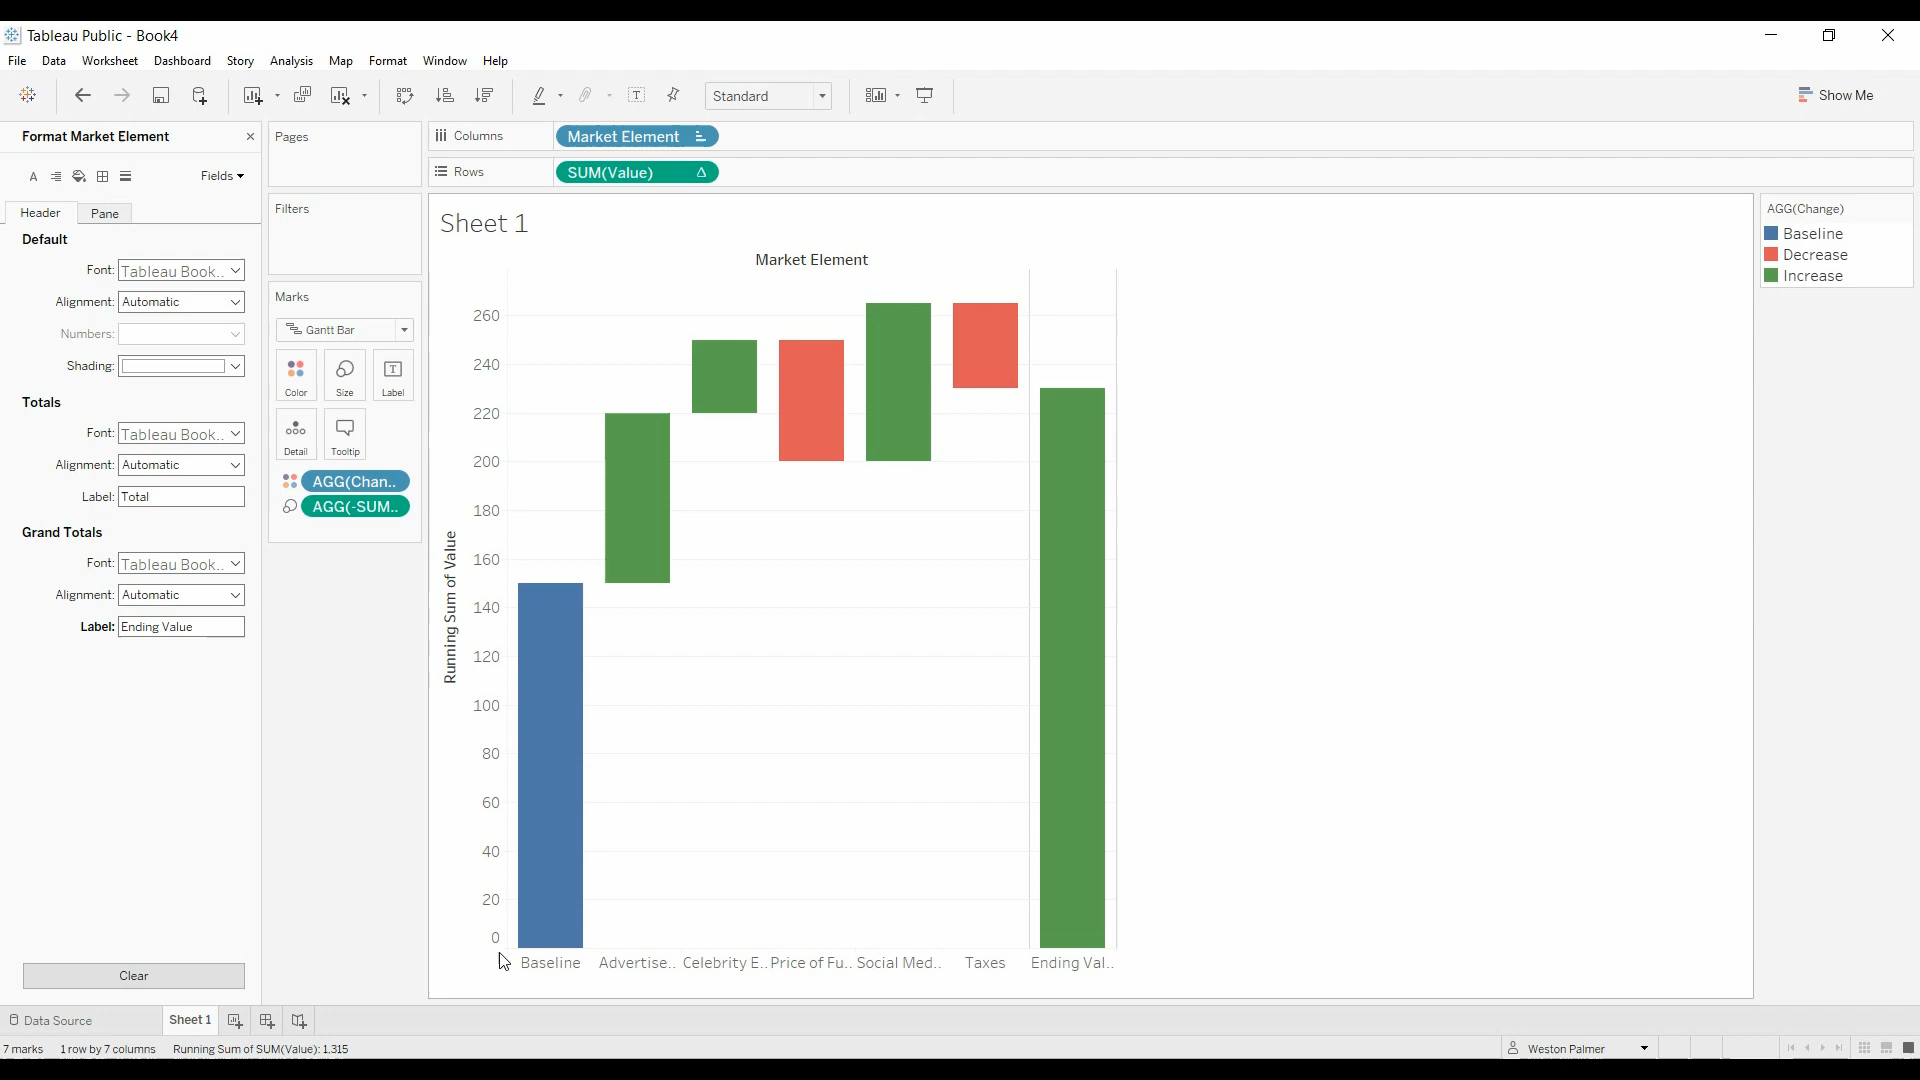 Tableau Public - Book4
File Data Worksheet Dashboard Story Analysis Map Format Window Help
Standard
Show Me
Format Market Element
Fields
Header Pane
Default
Font: Tableau Book..
Alignment: Automatic
Numbers:
Shading:
Totals
Font: Tableau Book..
Alignment: Automatic
Label: Total
Grand Totals
Font: Tableau Book..
Alignment: Automatic
Label: Ending Value
Clear
Pages
Filters
Marks
Gantt Bar
Color Size Label
Detail Tooltip
AGG(Chan..
AGG(-SUM..
Columns Market Element
Rows SUM(Value)
Sheet 1
Market Element
Running Sum of Value
260
240
220
200
180
160
140
120
100
80
60
40
20
0
Baseline Advertise.. Celebrity E.. Price of Fu.. Social Med.. Taxes Ending Val..
AGG(Change)
Baseline
Decrease
Increase
Data Source Sheet 1
7 marks 1 row by 7 columns Running Sum of SUM(Value): 1,315
Weston Palmer